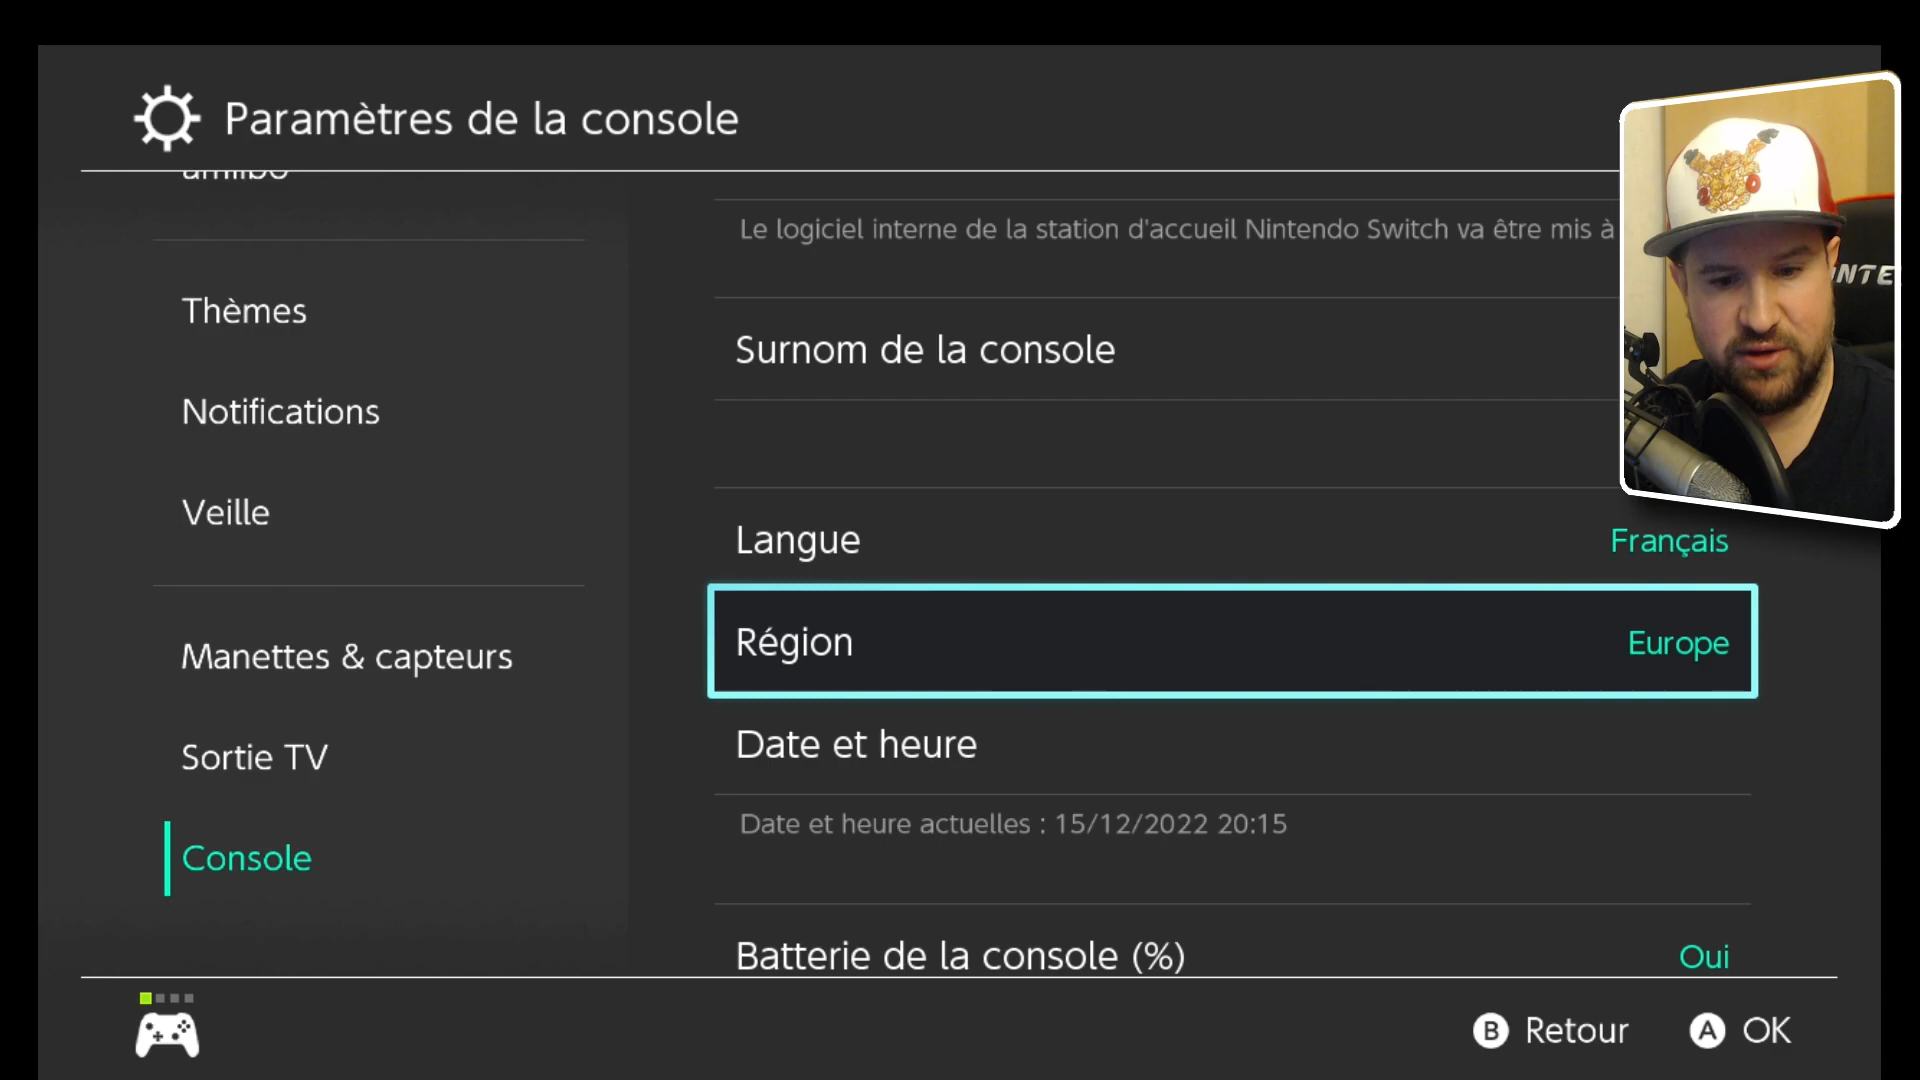 Paramètres de la console
amiibo
Thèmes
Notifications
Veille
Manettes & capteurs
Sortie TV
Console
Le logiciel interne de la station d'accueil Nintendo Switch va être mis à
Surnom de la console
Langue Français
Région Europe
Date et heure
Date et heure actuelles : 15/12/2022 20:15
Batterie de la console (%) Oui
B Retour A OK